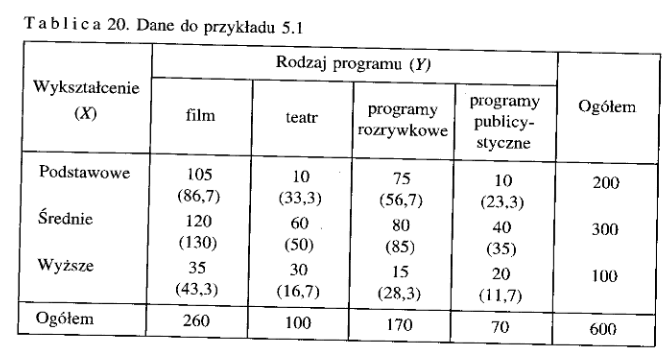 Tablica 20. Dane do przykładu 5.1
Wykształcenie (X) | Rodzaj programu (Y) | Ogółem
film | teatr | programy rozrywkowe | programy publicy-styczne
Podstawowe | 105 | 10 | 75 | 10 | 200
(86,7) | (33,3) | (56,7) | (23,3)
Średnie | 120 | 60 | 80 | 40 | 300
(130) | (50) | (85) | (35)
Wyższe | 35 | 30 | 15 | 20 | 100
(43,3) | (16,7) | (28,3) | (11,7)
Ogółem | 260 | 100 | 170 | 70 | 600